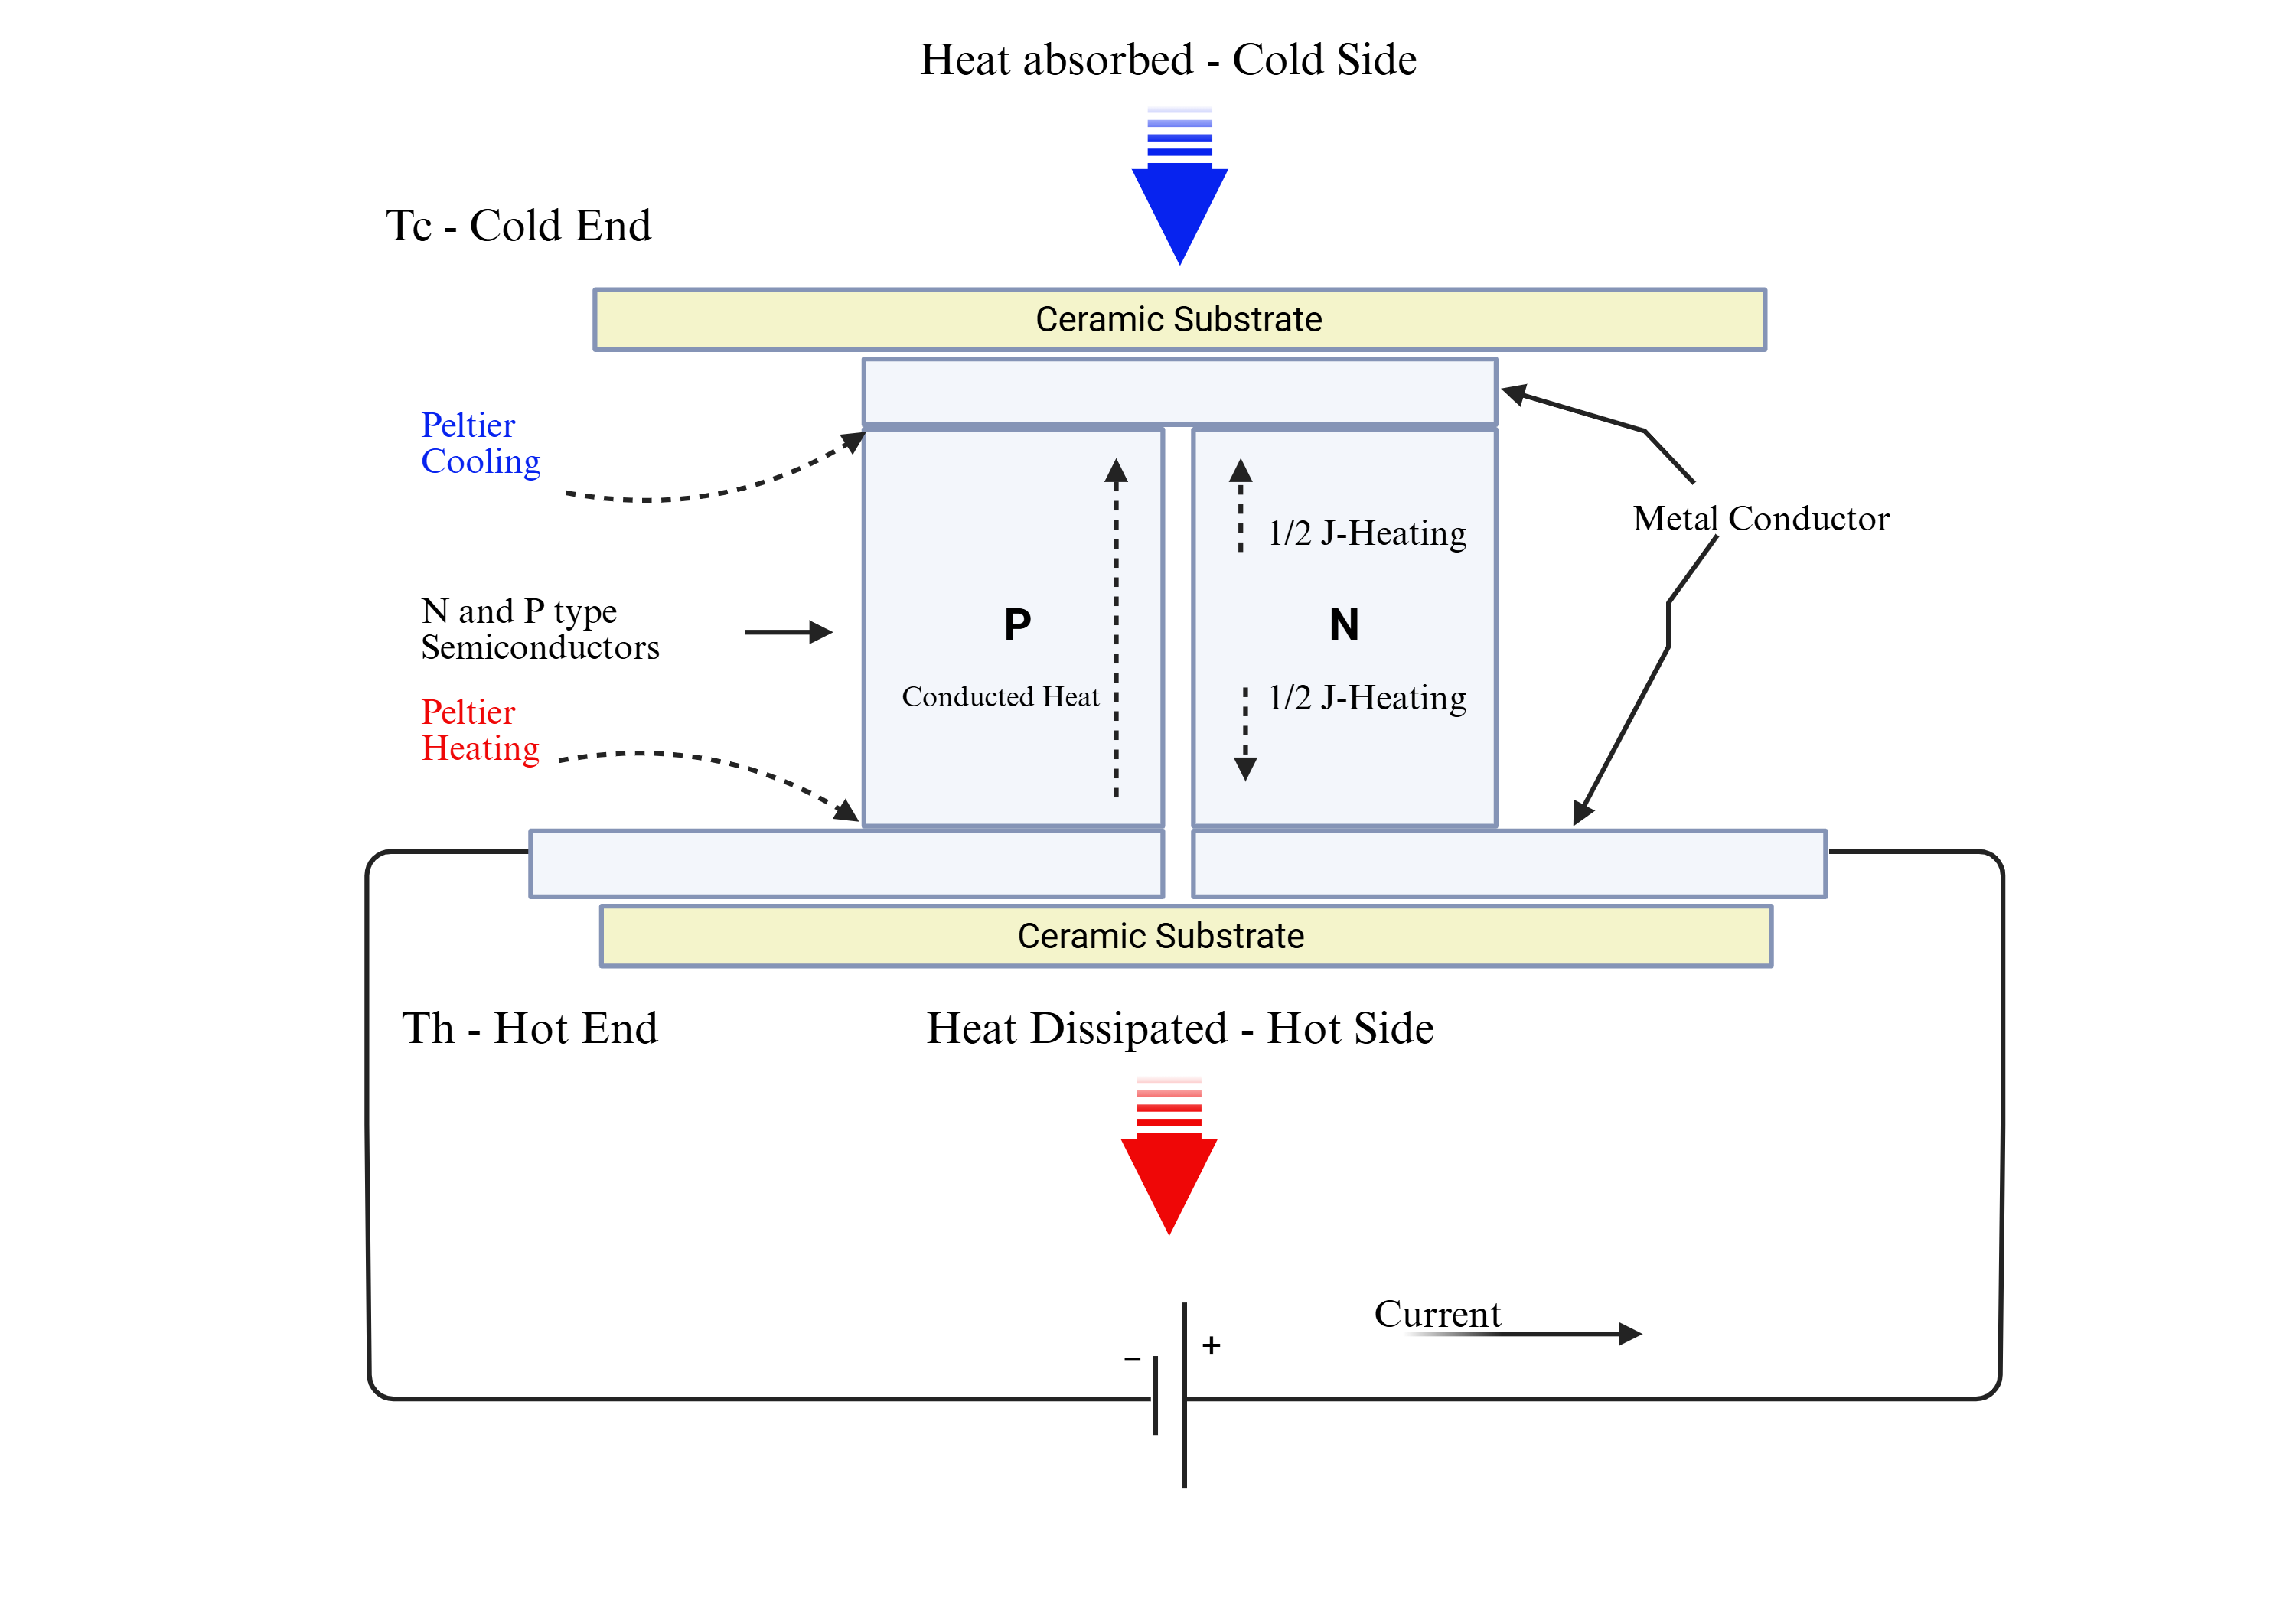 Heat absorbed - Cold Side
Tc - Cold End
Ceramic Substrate
Peltier
Cooling
1/2 J-Heating
Metal Conductor
N and P type
Semiconductors
P
N
Conducted Heat
1/2 J-Heating
Peltier
Heating
Ceramic Substrate
Th - Hot End
Heat Dissipated - Hot Side
Current
− +